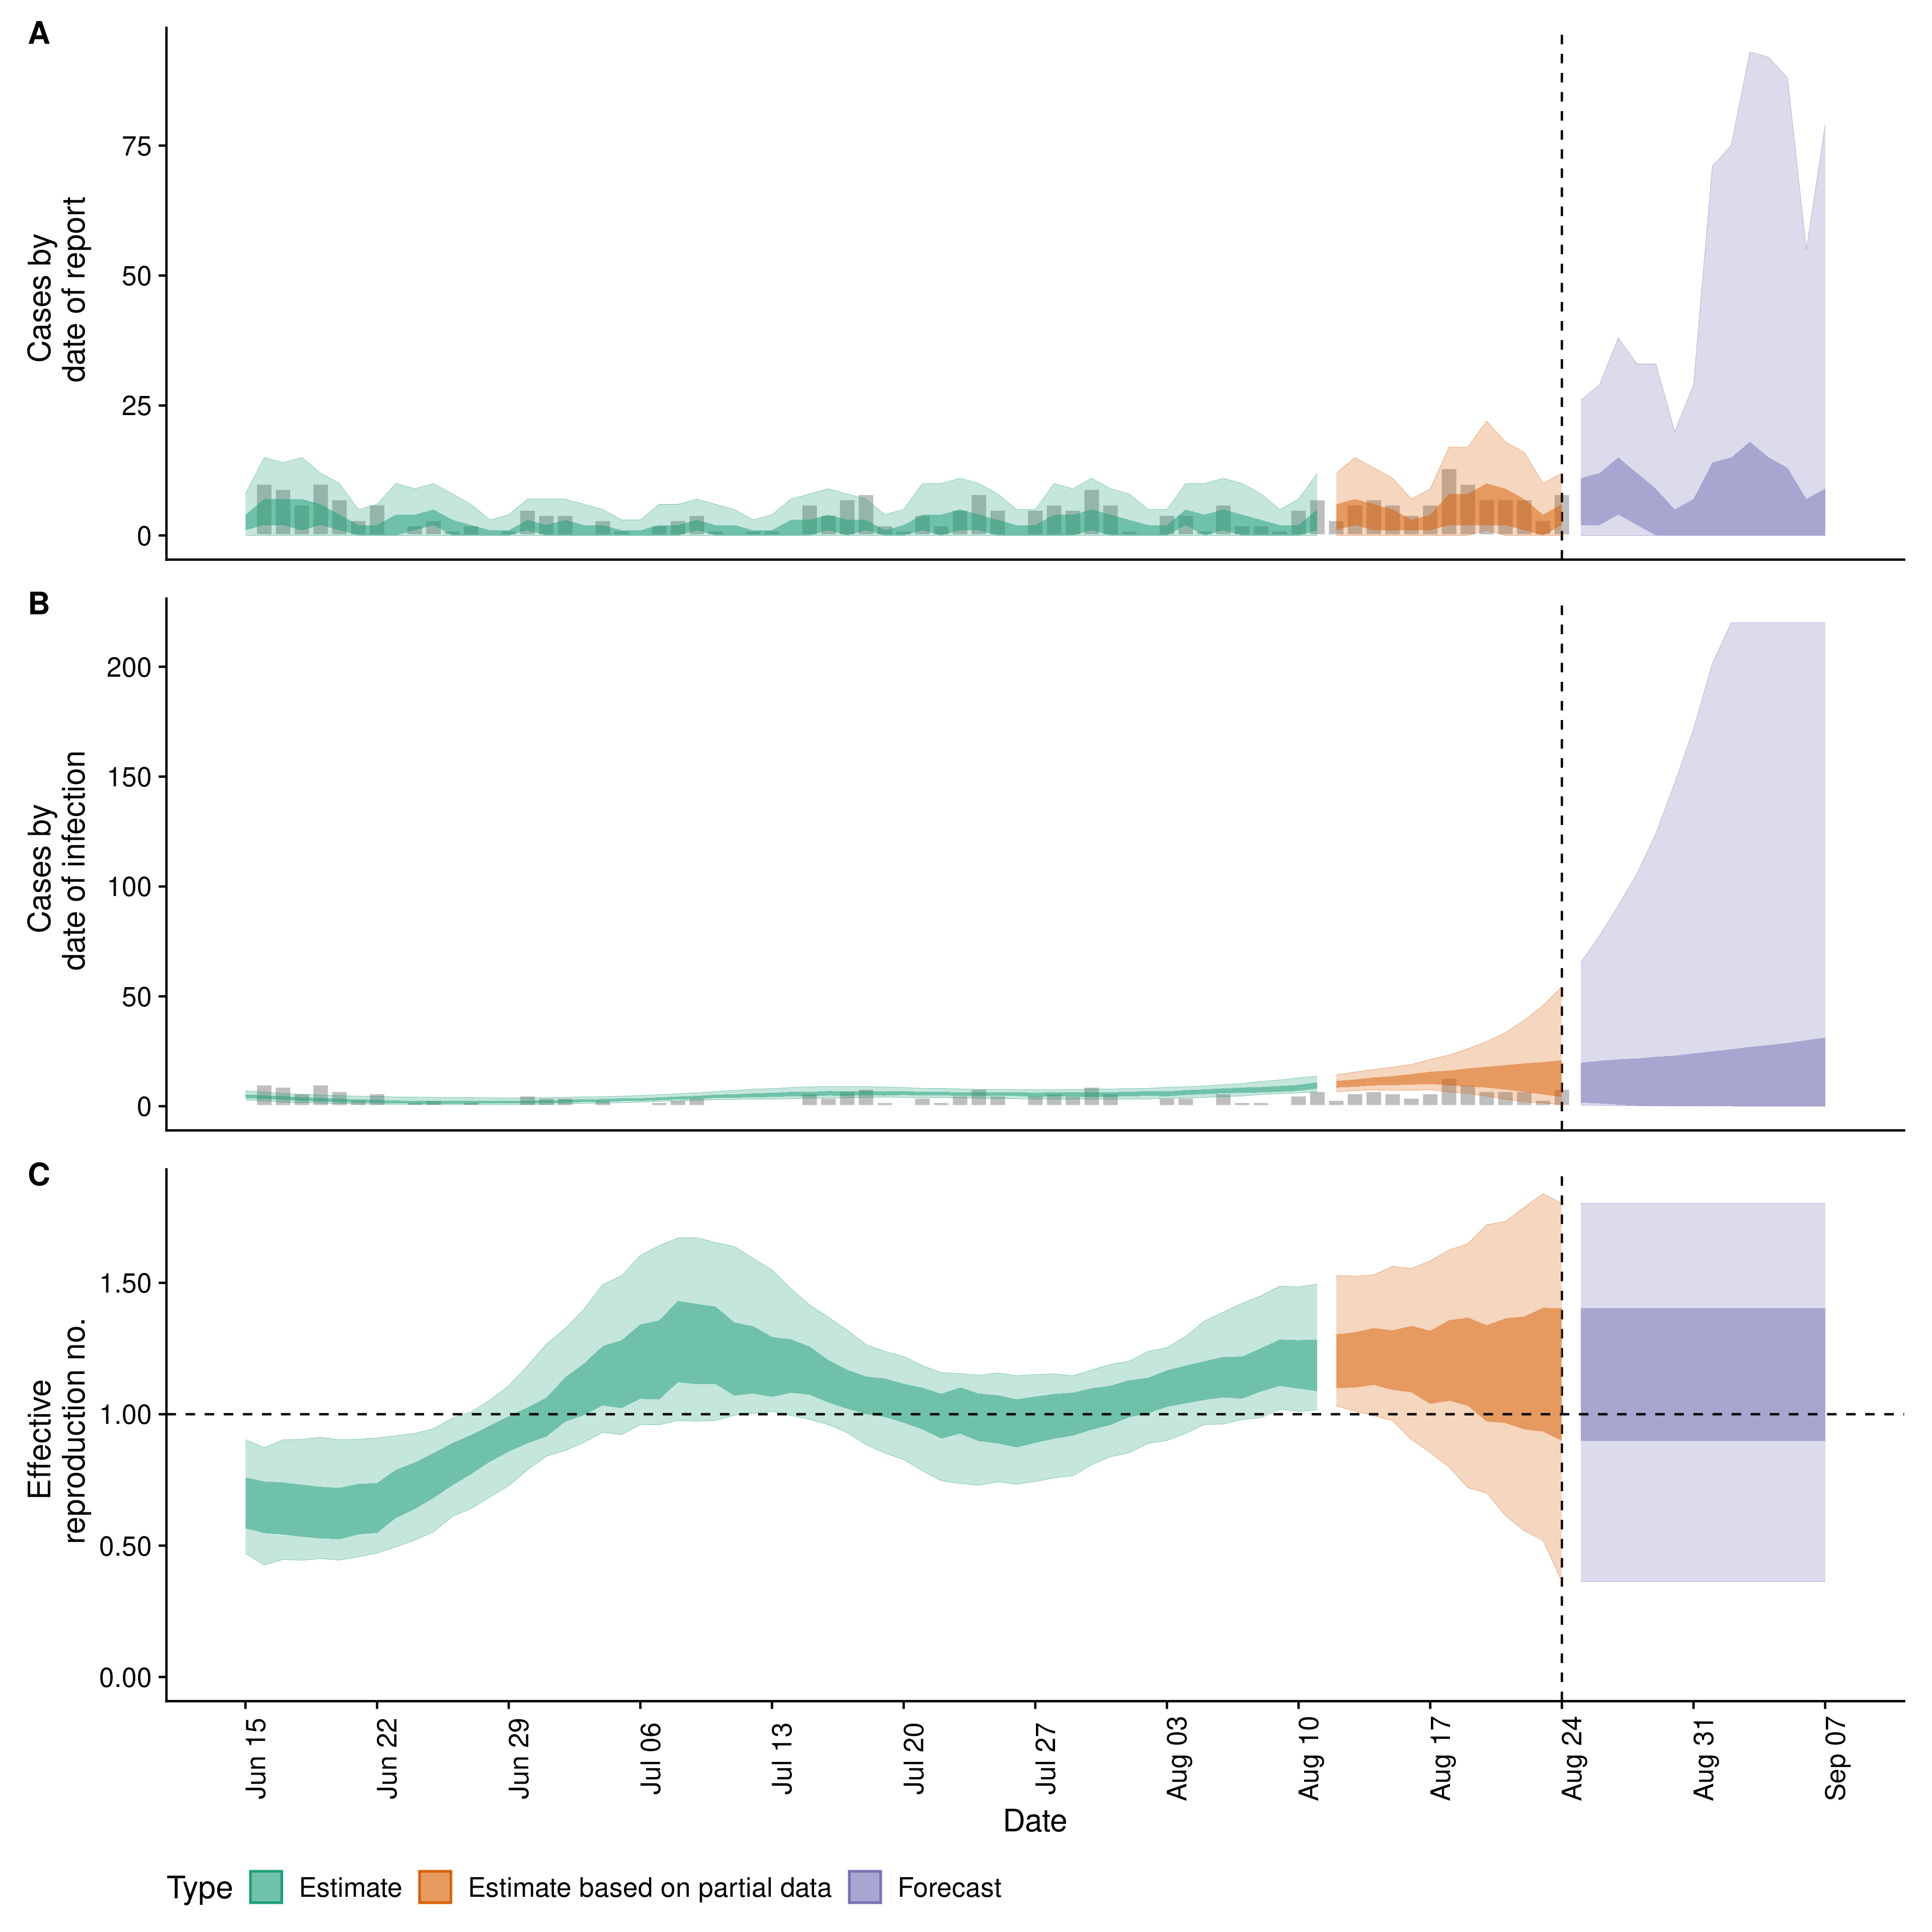 A
Cases by
date of report
75
50
25
0
B
Cases by
date of infection
200
150
100
50
0
C
Effective
reproduction no.
1.50
1.00
0.50
0.00
Jun 15
Jun 22
Jun 29
Jul 06
Jul 13
Jul 20
Jul 27
Aug 03
Aug 10
Aug 17
Aug 24
Aug 31
Sep 07
Date
Type Estimate Estimate based on partial data Forecast